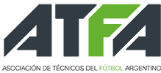 ATFA
ASOCIACIÓN DE TÉCNICOS DEL FÚTBOL ARGENTINO